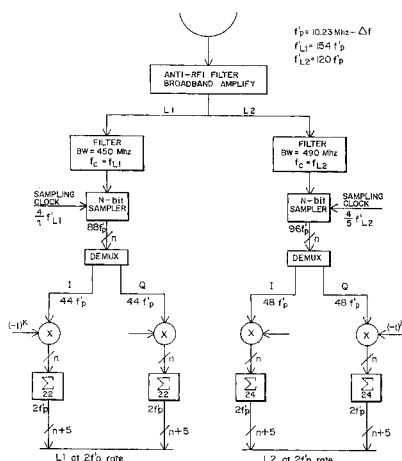 f'p = 10.23 Mhz - Δf
f'L1 = 154 f'p
f'L2 = 120 f'p
ANTI-RFI FILTER
BROADBAND AMPLIFY
L1 L2
FILTER
BW = 450 Mhz
fc = fL1
FILTER
BW = 490 Mhz
fc = fL2
SAMPLING
CLOCK
4/7 f'L1
N-bit
SAMPLER
N-bit
SAMPLER
SAMPLING
CLOCK
4/5 f'L2
88f'p
n
96f'p
n
DEMUX
DEMUX
I Q
44 f'p 44 f'p
I Q
48 f'p 48 f'p
(-1)^K
X X X X
(-1)
n n n n
Σ Σ Σ Σ
22 22 24 24
2f'p 2f'p 2f'p 2f'p
n+5 n+5 n+5 n+5
L1 at 2f'p rate
L2 at 2f'p rate